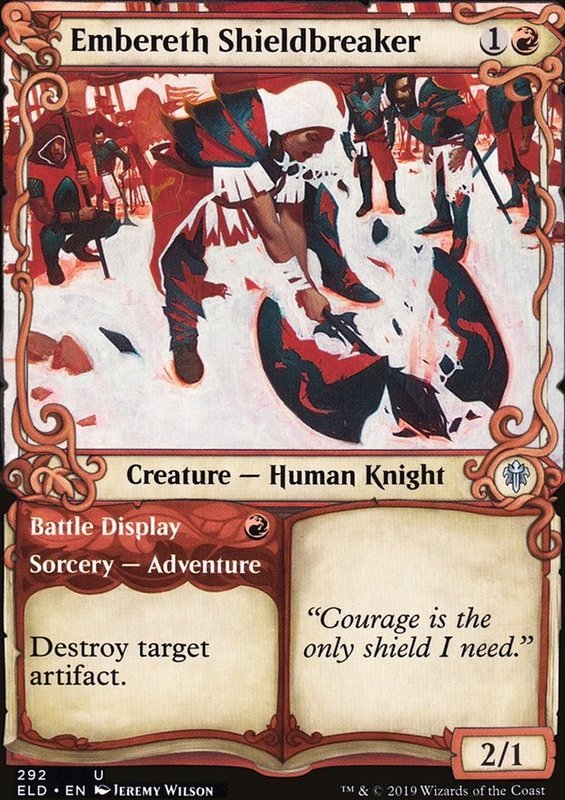 Embereth Shieldbreaker 1
Creature — Human Knight
Battle Display
Sorcery — Adventure
Destroy target
artifact.
“Courage is the
only shield I need.”
2/1
292 U
ELD • EN Jeremy Wilson
™ & © 2019 Wizards of the Coast